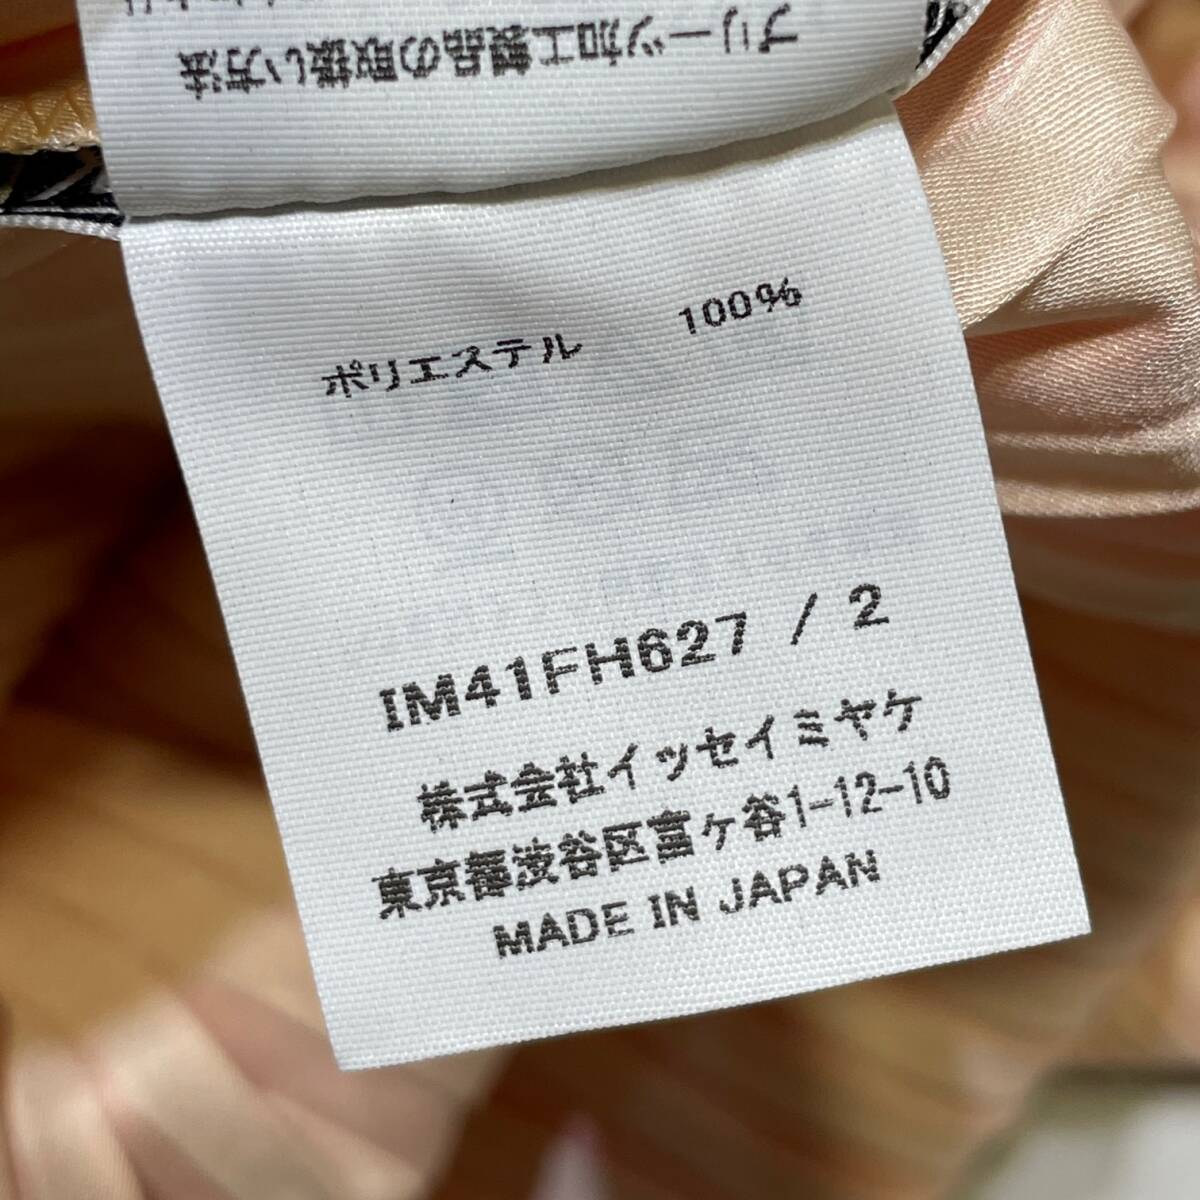 プリーツ加工製品の取扱い方法
ポリエステル 100%
IM41FH627 / 2
株式会社イッセイミヤケ
東京都渋谷区富ヶ谷1-12-10
MADE IN JAPAN